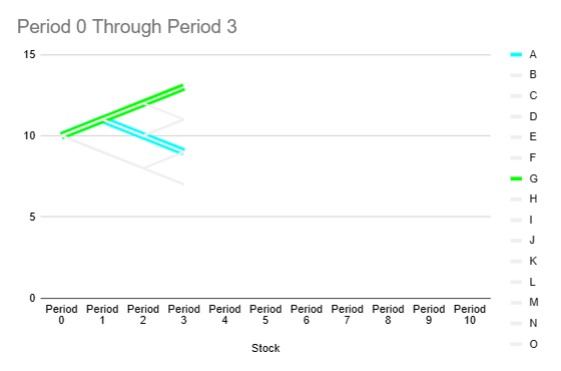 Period 0 Through Period 3
15
10
5
0
Period 0
Period 1
Period 2
Period 3
Period 4
Period 5
Period 6
Period 7
Period 8
Period 9
Period 10
Stock
A
B
C
D
E
F
G
H
I
J
K
L
M
N
O